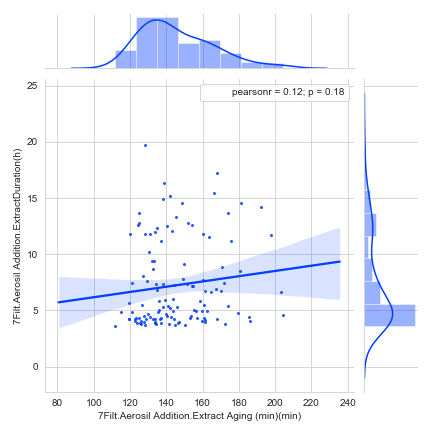 pearsonr = 0.12; p = 0.18
25
20
15
10
5
0
7Filt.Aerosil Addition.ExtractDuration(h)
80 100 120 140 160 180 200 220 240
7Filt.Aerosil Addition.Extract Aging (min)(min)